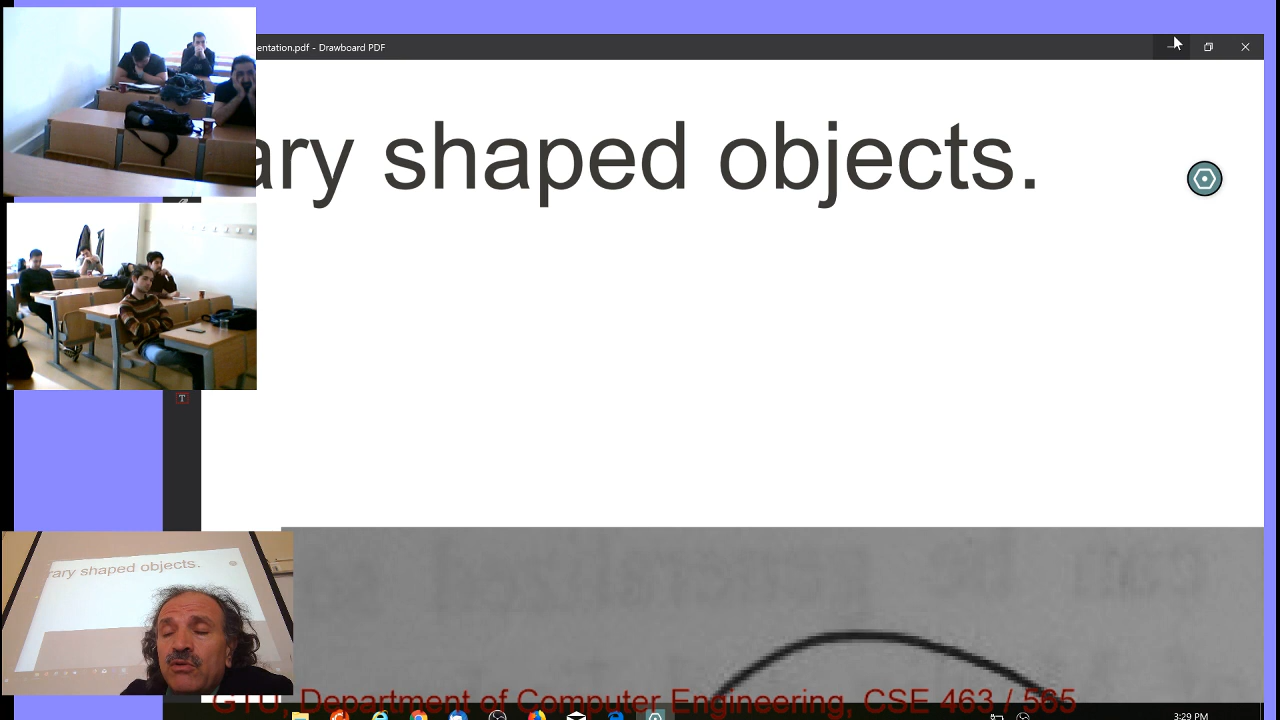 entation.pdf - Drawboard PDF
ary shaped objects.
T
rary shaped objects.
GTU, Department of Computer Engineering, CSE 463 / 565
3:29 PM